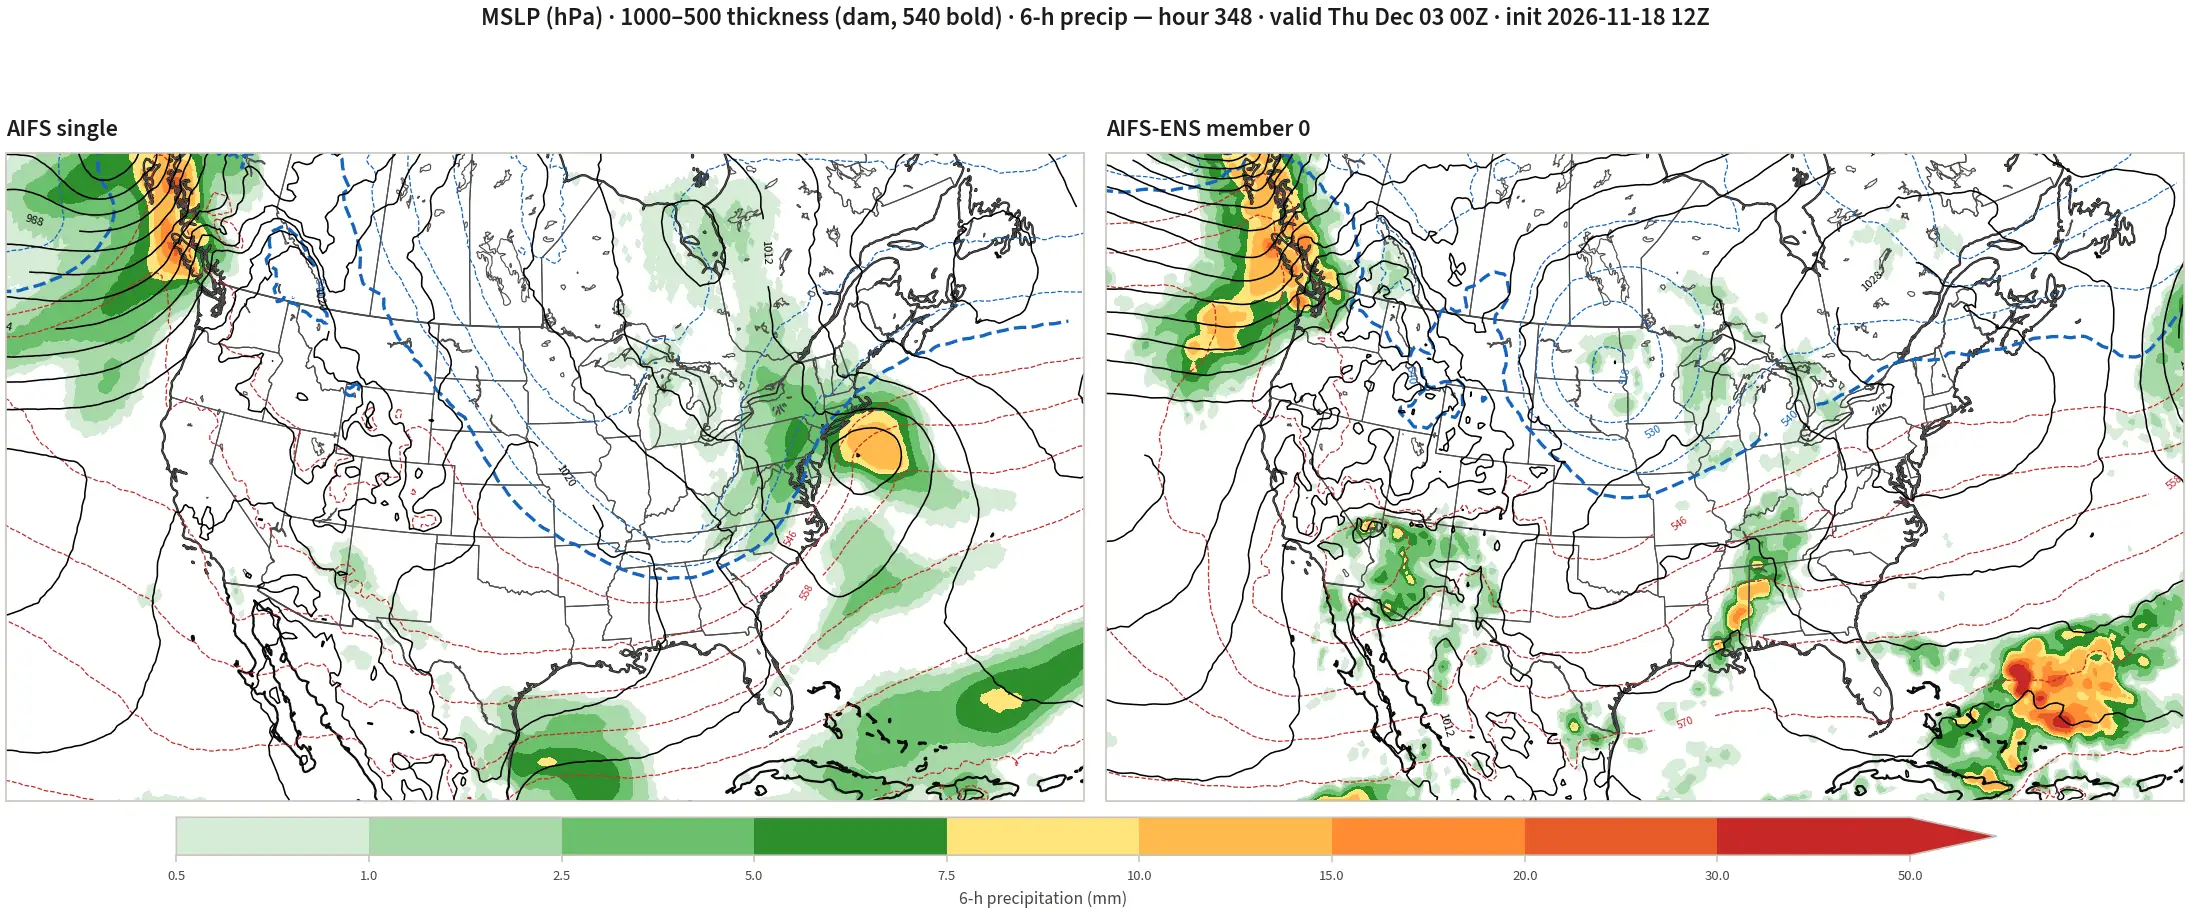 MSLP (hPa) · 1000–500 thickness (dam, 540 bold) · 6-h precip — hour 348 · valid Thu Dec 03 00Z · init 2026-11-18 12Z
AIFS single
AIFS-ENS member 0
988
4
1012
1020
546
558
1028
530
540
546
558
570
1012
0.5 1.0 2.5 5.0 7.5 10.0 15.0 20.0 30.0 50.0
6-h precipitation (mm)